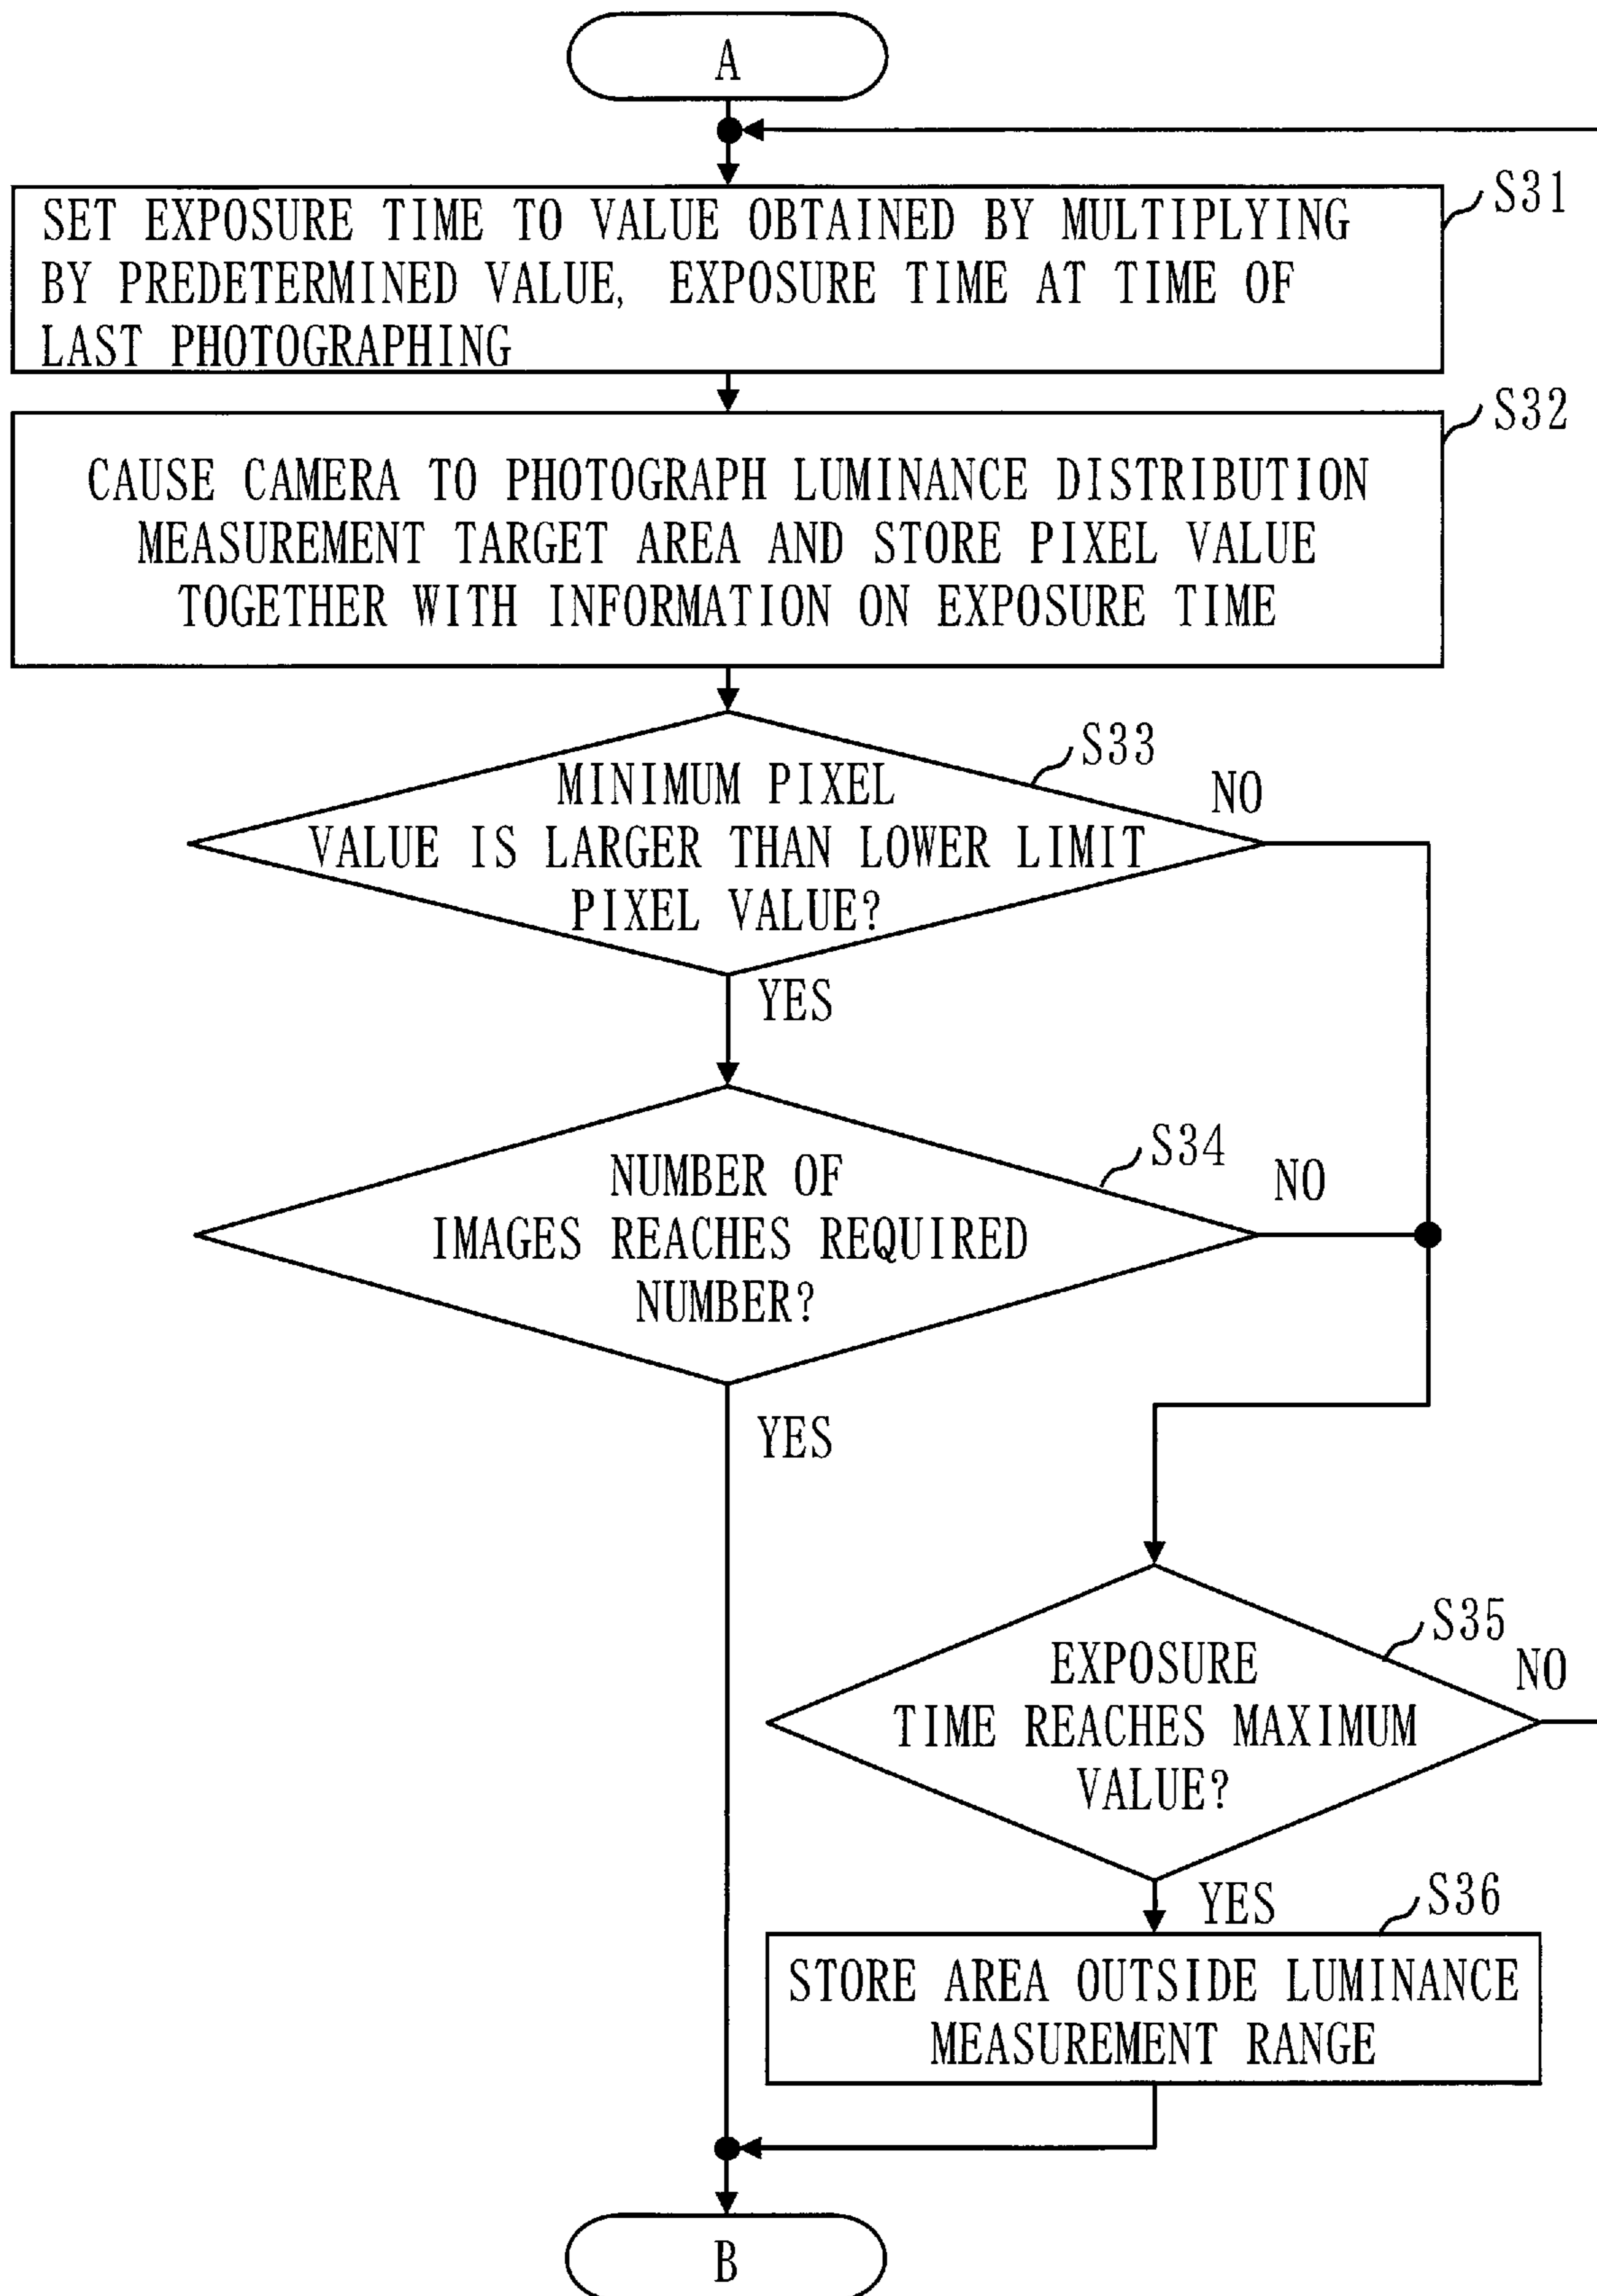 A
S31
SET EXPOSURE TIME TO VALUE OBTAINED BY MULTIPLYING
BY PREDETERMINED VALUE, EXPOSURE TIME AT TIME OF
LAST PHOTOGRAPHING
S32
CAUSE CAMERA TO PHOTOGRAPH LUMINANCE DISTRIBUTION
MEASUREMENT TARGET AREA AND STORE PIXEL VALUE
TOGETHER WITH INFORMATION ON EXPOSURE TIME
S33
NO
MINIMUM PIXEL
VALUE IS LARGER THAN LOWER LIMIT
PIXEL VALUE?
YES
S34
NO
NUMBER OF
IMAGES REACHES REQUIRED
NUMBER?
YES
S35
NO
EXPOSURE
TIME REACHES MAXIMUM
VALUE?
YES
S36
STORE AREA OUTSIDE LUMINANCE
MEASUREMENT RANGE
B